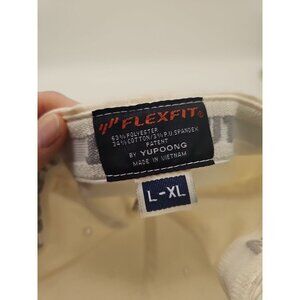 FLEXFIT®
63% POLYESTER
34% COTTON/3% P.U. SPANDEX
PATENT
BY YUPOONG
MADE IN VIETNAM
L-XL